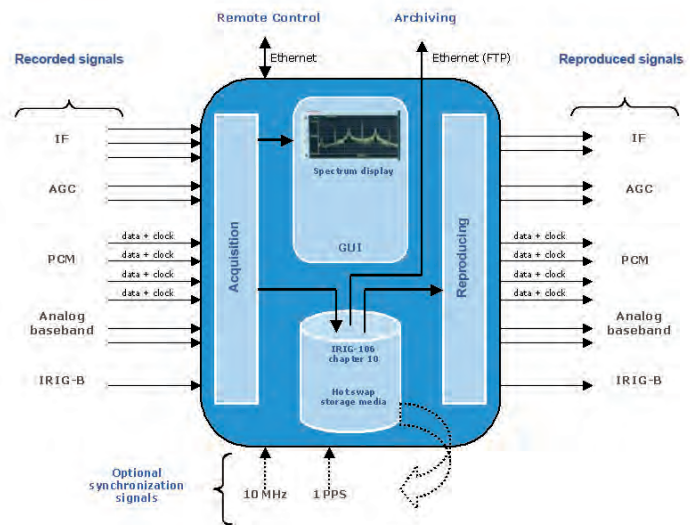 Remote Control
Archiving
Ethernet
Ethernet (FTP)
Recorded signals
Reproduced signals
IF
AGC
data + clock
PCM
data + clock
data + clock
data + clock
Analog
baseband
IRIG-B
Acquisition
Spectrum display
GUI
IRIG-106
chapter 10
Hot swap
storage media
Reproducing
IF
AGC
data + clock
data + clock
PCM
data + clock
data + clock
Analog
baseband
IRIG-B
Optional
synchronization
signals
10 MHz
1 PPS